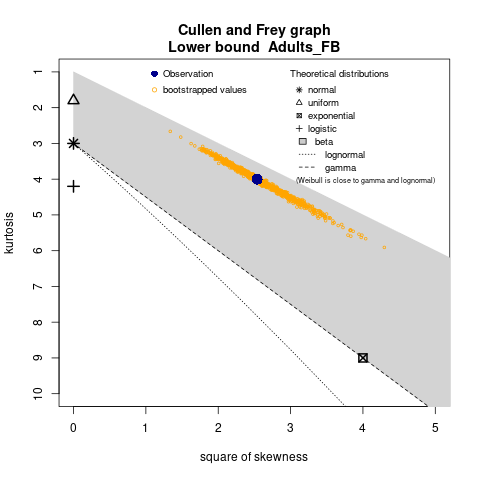 Cullen and Frey graph
Lower bound  Adults_FB
Observation
bootstrapped values
Theoretical distributions
normal
uniform
exponential
logistic
beta
lognormal
gamma
(Weibull is close to gamma and lognormal)
kurtosis
1
2
3
4
5
6
7
8
9
10
0 1 2 3 4 5
square of skewness